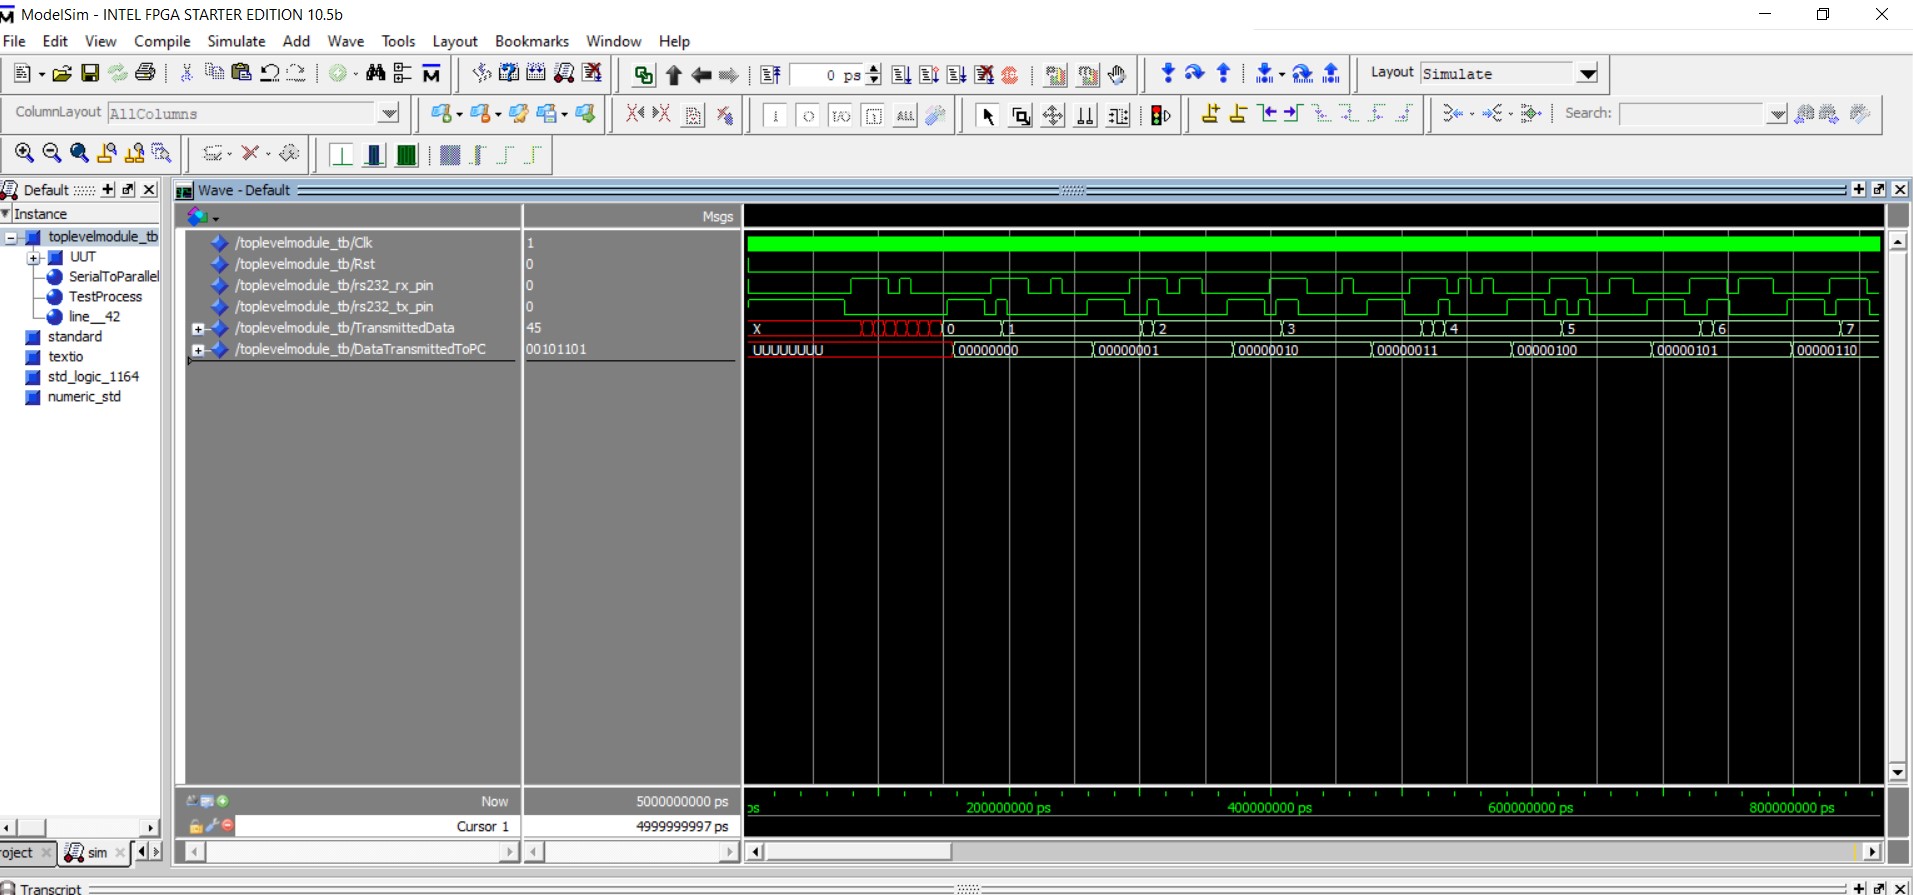 ModelSim - INTEL FPGA STARTER EDITION 10.5b
File Edit View Compile Simulate Add Wave Tools Layout Bookmarks Window Help
0 ps
Layout Simulate
ColumnLayout AllColumns
ALL
Search:
Default
Wave - Default
Instance
Msgs
toplevelmodule_tb
UUT
SerialToParallel
TestProcess
line__42
standard
textio
std_logic_1164
numeric_std
/toplevelmodule_tb/Clk 1
/toplevelmodule_tb/Rst 0
/toplevelmodule_tb/rs232_rx_pin 0
/toplevelmodule_tb/rs232_tx_pin 0
/toplevelmodule_tb/TransmittedData 45 X 0 1 2 3 4 5 6 7
/toplevelmodule_tb/DataTransmittedToPC 00101101 UUUUUUUU 00000000 00000001 00000010 00000011 00000100 00000101 00000110
Now 5000000000 ps
ps 200000000 ps 400000000 ps 600000000 ps 800000000 ps
Cursor 1 4999999997 ps
roject sim
Transcript